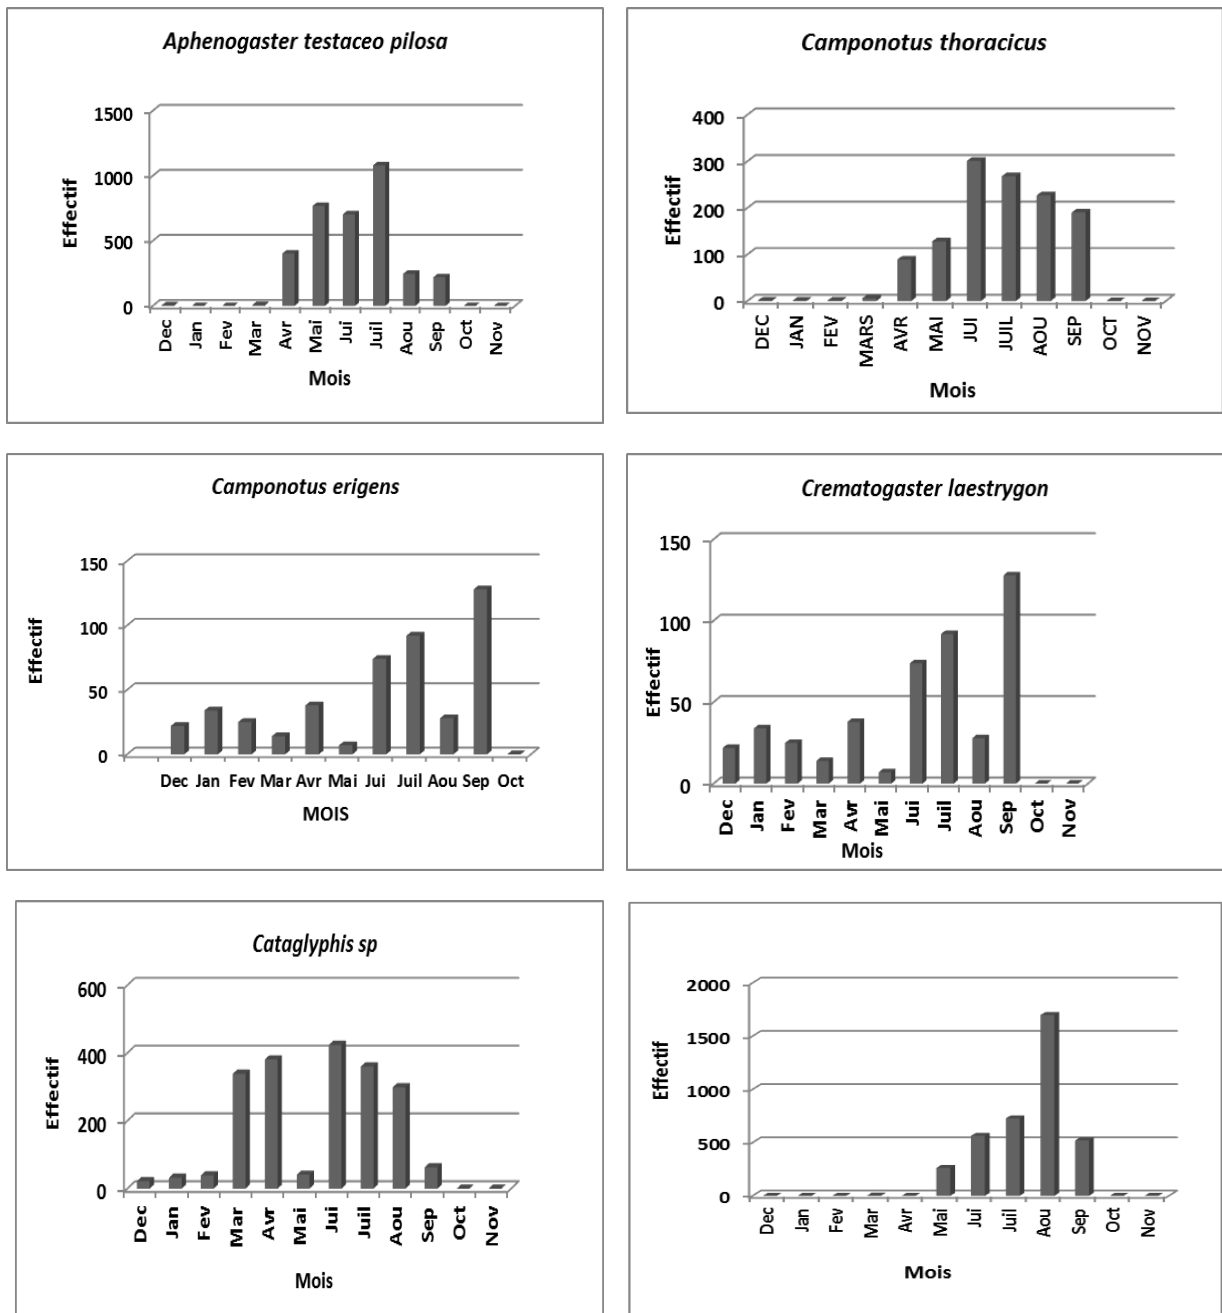 Aphenogaster testaceo pilosa
Effectif
1500
1000
500
0
Dec Jan Fev Mar Avr Mai Jui Juil Aou Sep Oct Nov
Mois
Camponotus thoracicus
Effectif
400
300
200
100
0
DEC JAN FEV MARS AVR MAI JUI JUIL AOU SEP OCT NOV
Mois
Camponotus erigens
Effectif
150
100
50
0
Dec Jan Fev Mar Avr Mai Jui Juil Aou Sep Oct
MOIS
Crematogaster laestrygon
Effectif
150
100
50
0
Dec Jan Fev Mar Avr Mai Jui Juil Aou Sep Oct Nov
Mois
Cataglyphis sp
Effectif
600
400
200
0
Dec Jan Fev Mar Avr Mai Jui Juil Aou Sep Oct Nov
Mois
Effectif
2000
1500
1000
500
0
Dec Jan Fev Mar Avr Mai Jui Juil Aou Sep Oct Nov
Mois